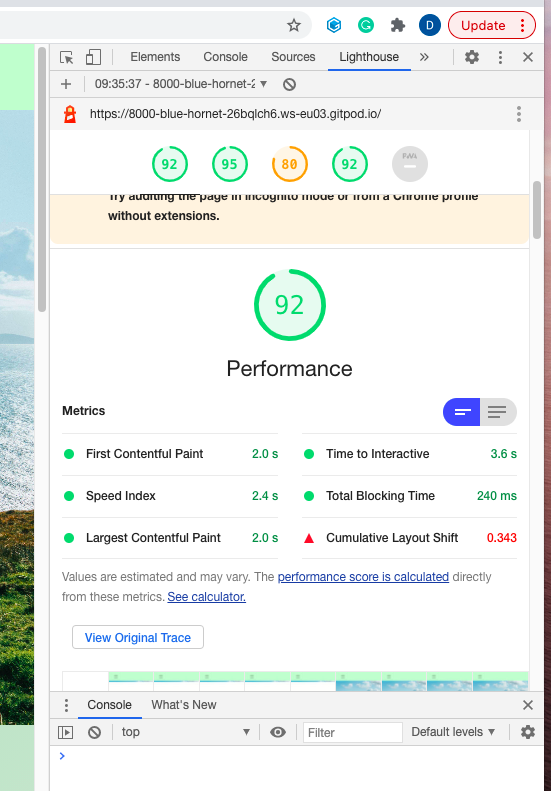 D
Update
Elements Console Sources Lighthouse »
09:35:37 - 8000-blue-hornet-2
https://8000-blue-hornet-26bqlch6.ws-eu03.gitpod.io/
92 95 80 92 PWA
Try auditing the page in incognito mode or from a Chrome profile
without extensions.
92
Performance
Metrics
First Contentful Paint 2.0 s Time to Interactive 3.6 s
Speed Index 2.4 s Total Blocking Time 240 ms
Largest Contentful Paint 2.0 s Cumulative Layout Shift 0.343
Values are estimated and may vary. The performance score is calculated directly
from these metrics. See calculator.
View Original Trace
Console What's New
top Filter Default levels